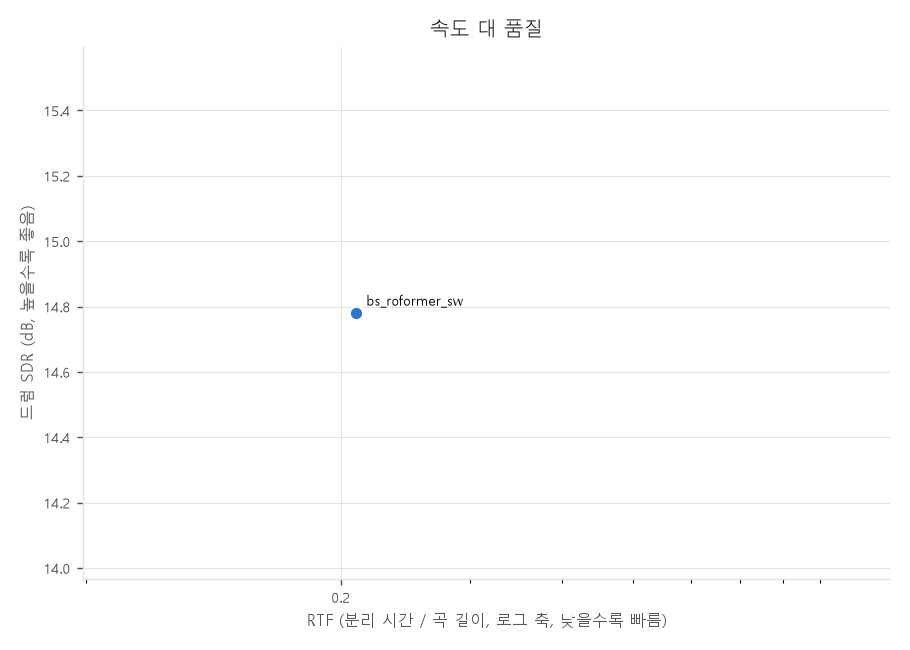 속도 대 품질
드럼 SDR (dB, 높을수록 좋음)
15.4
15.2
15.0
14.8
14.6
14.4
14.2
14.0
bs_roformer_sw
0.2
RTF (분리 시간 / 곡 길이, 로그 축, 낮을수록 빠름)